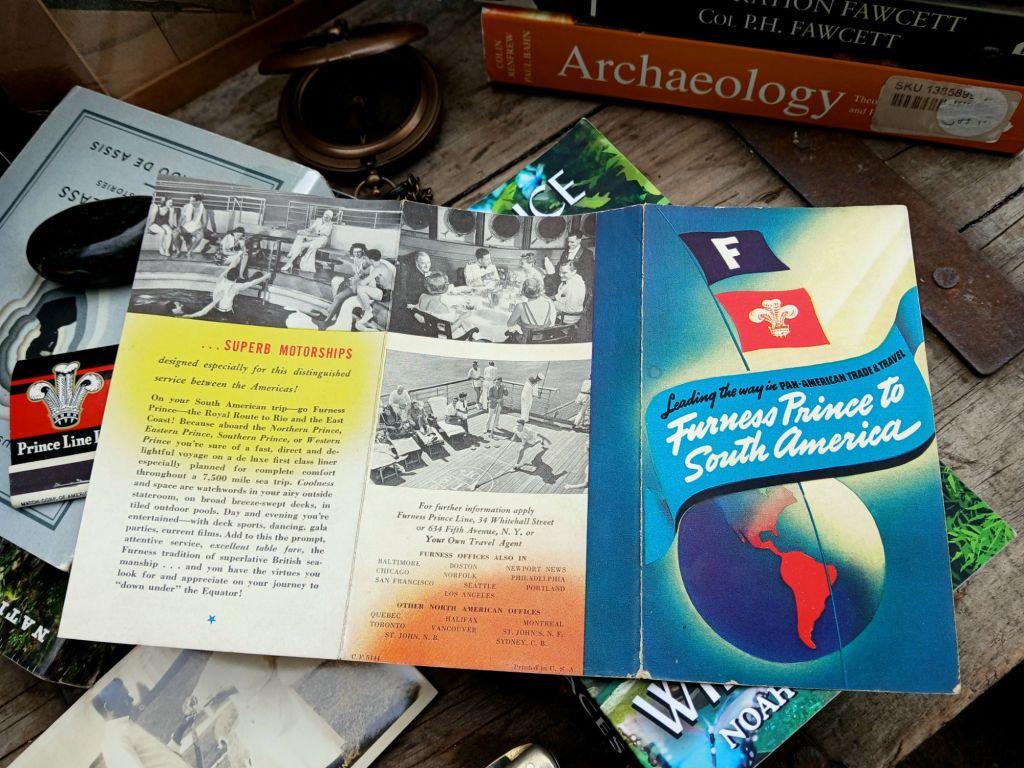 RATION FAWCETT
COL P.H. FAWCETT
COLIN RENFREW
PAUL BAHN
Archaeology
SKU 1385899
DE ASSIS
STORIES
LASS
Prince Line
MATCH CORP. OF AMERICA
NATI
F
Leading the way in PAN-AMERICAN TRADE & TRAVEL
Furness Prince to
South America
... SUPERB MOTORSHIPS
designed especially for this distinguished
service between the Americas!
On your South American trip—go Furness
Prince—the Royal Route to Rio and the East
Coast! Because aboard the Northern Prince,
Eastern Prince, Southern Prince, or Western
Prince you're sure of a fast, direct and de-
lightful voyage on a de luxe first class liner
especially planned for complete comfort
throughout a 7,500 mile sea trip. Coolness
and space are watchwords in your airy outside
stateroom, on broad breeze-swept decks, in
tiled outdoor pools. Day and evening you're
entertained—with deck sports, dancing, gala
parties, current films. Add to this the prompt,
attentive service, excellent table fare, the
Furness tradition of superlative British sea-
manship . . . and you have the virtues you
look for and appreciate on your journey to
"down under" the Equator!
For further information apply
Furness Prince Line, 34 Whitehall Street
or 634 Fifth Avenue, N. Y. or
Your Own Travel Agent
FURNESS OFFICES ALSO IN
BALTIMORE BOSTON NEWPORT NEWS
CHICAGO NORFOLK PHILADELPHIA
SAN FRANCISCO SEATTLE PORTLAND
LOS ANGELES
OTHER NORTH AMERICAN OFFICES
QUEBEC HALIFAX MONTREAL
TORONTO VANCOUVER ST. JOHN'S, N. F.
ST. JOHN, N. B. SYDNEY, C. B.
C.F. 5144
Printed in U. S. A.
NOAH